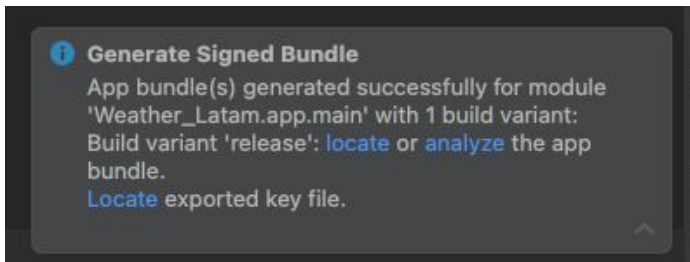 Generate Signed Bundle
App bundle(s) generated successfully for module
'Weather_Latam.app.main' with 1 build variant:
Build variant 'release': locate or analyze the app
bundle.
Locate exported key file.